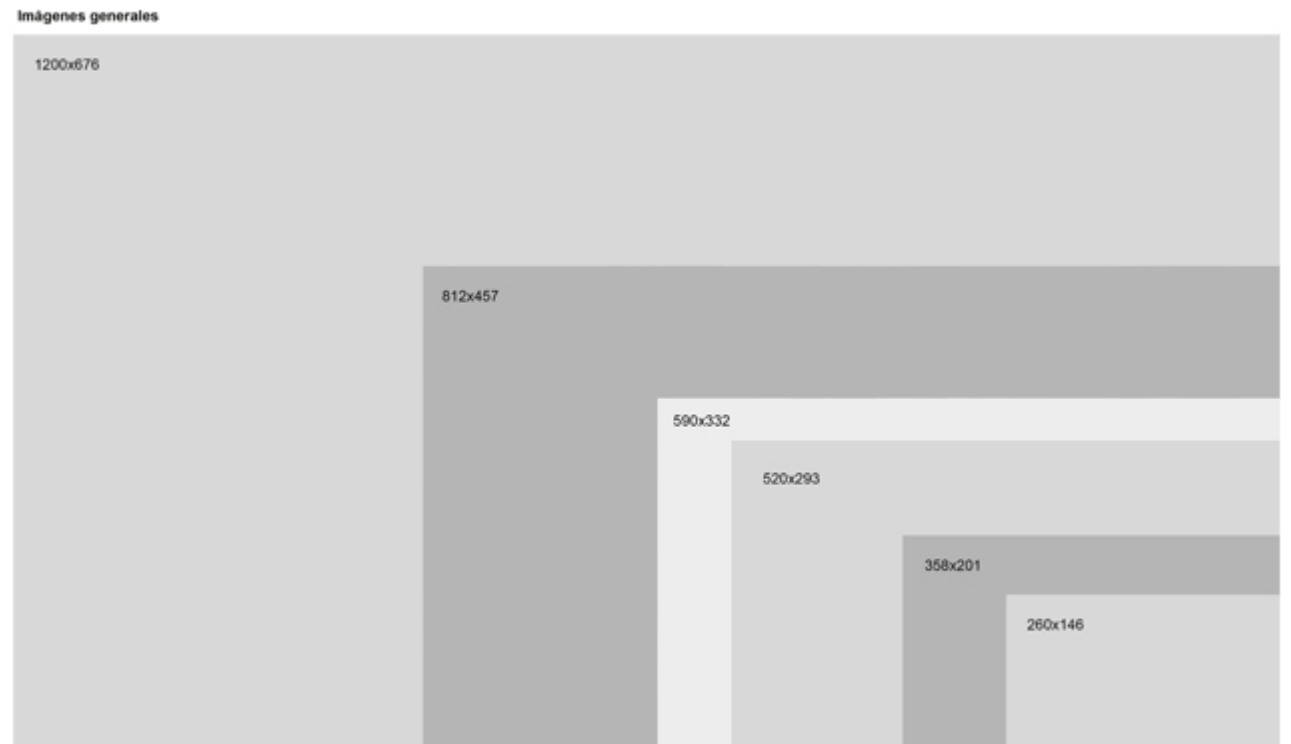 Imágenes generales
1200x676
812x457
590x332
520x293
358x201
260x146